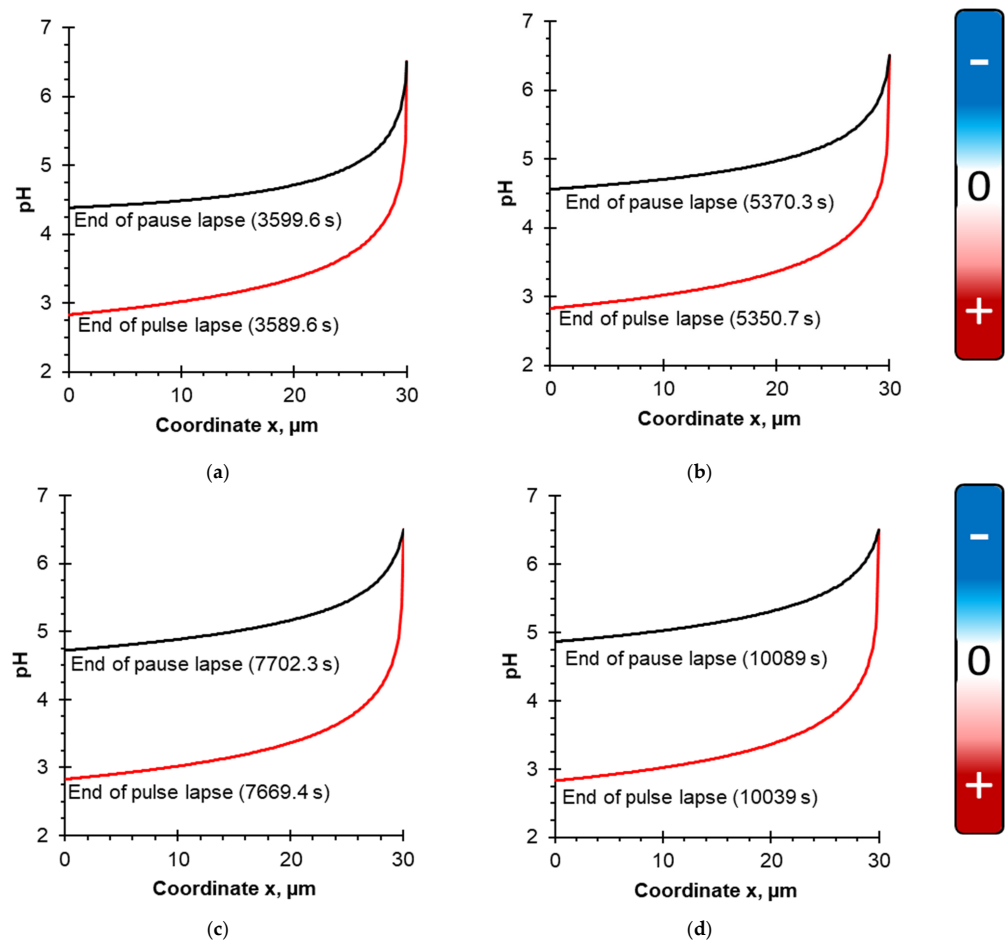 7
6
5
4
3
2
pH
End of pause lapse (3599.6 s)
End of pulse lapse (3589.6 s)
0 10 20 30
Coordinate x, µm
(a)
7
6
5
4
3
2
pH
End of pause lapse (5370.3 s)
End of pulse lapse (5350.7 s)
0 10 20 30
Coordinate x, µm
(b)
-
0
+
7
6
5
4
3
2
pH
End of pause lapse (7702.3 s)
End of pulse lapse (7669.4 s)
0 10 20 30
Coordinate x, µm
(c)
7
6
5
4
3
2
pH
End of pause lapse (10089 s)
End of pulse lapse (10039 s)
0 10 20 30
Coordinate x, µm
(d)
-
0
+